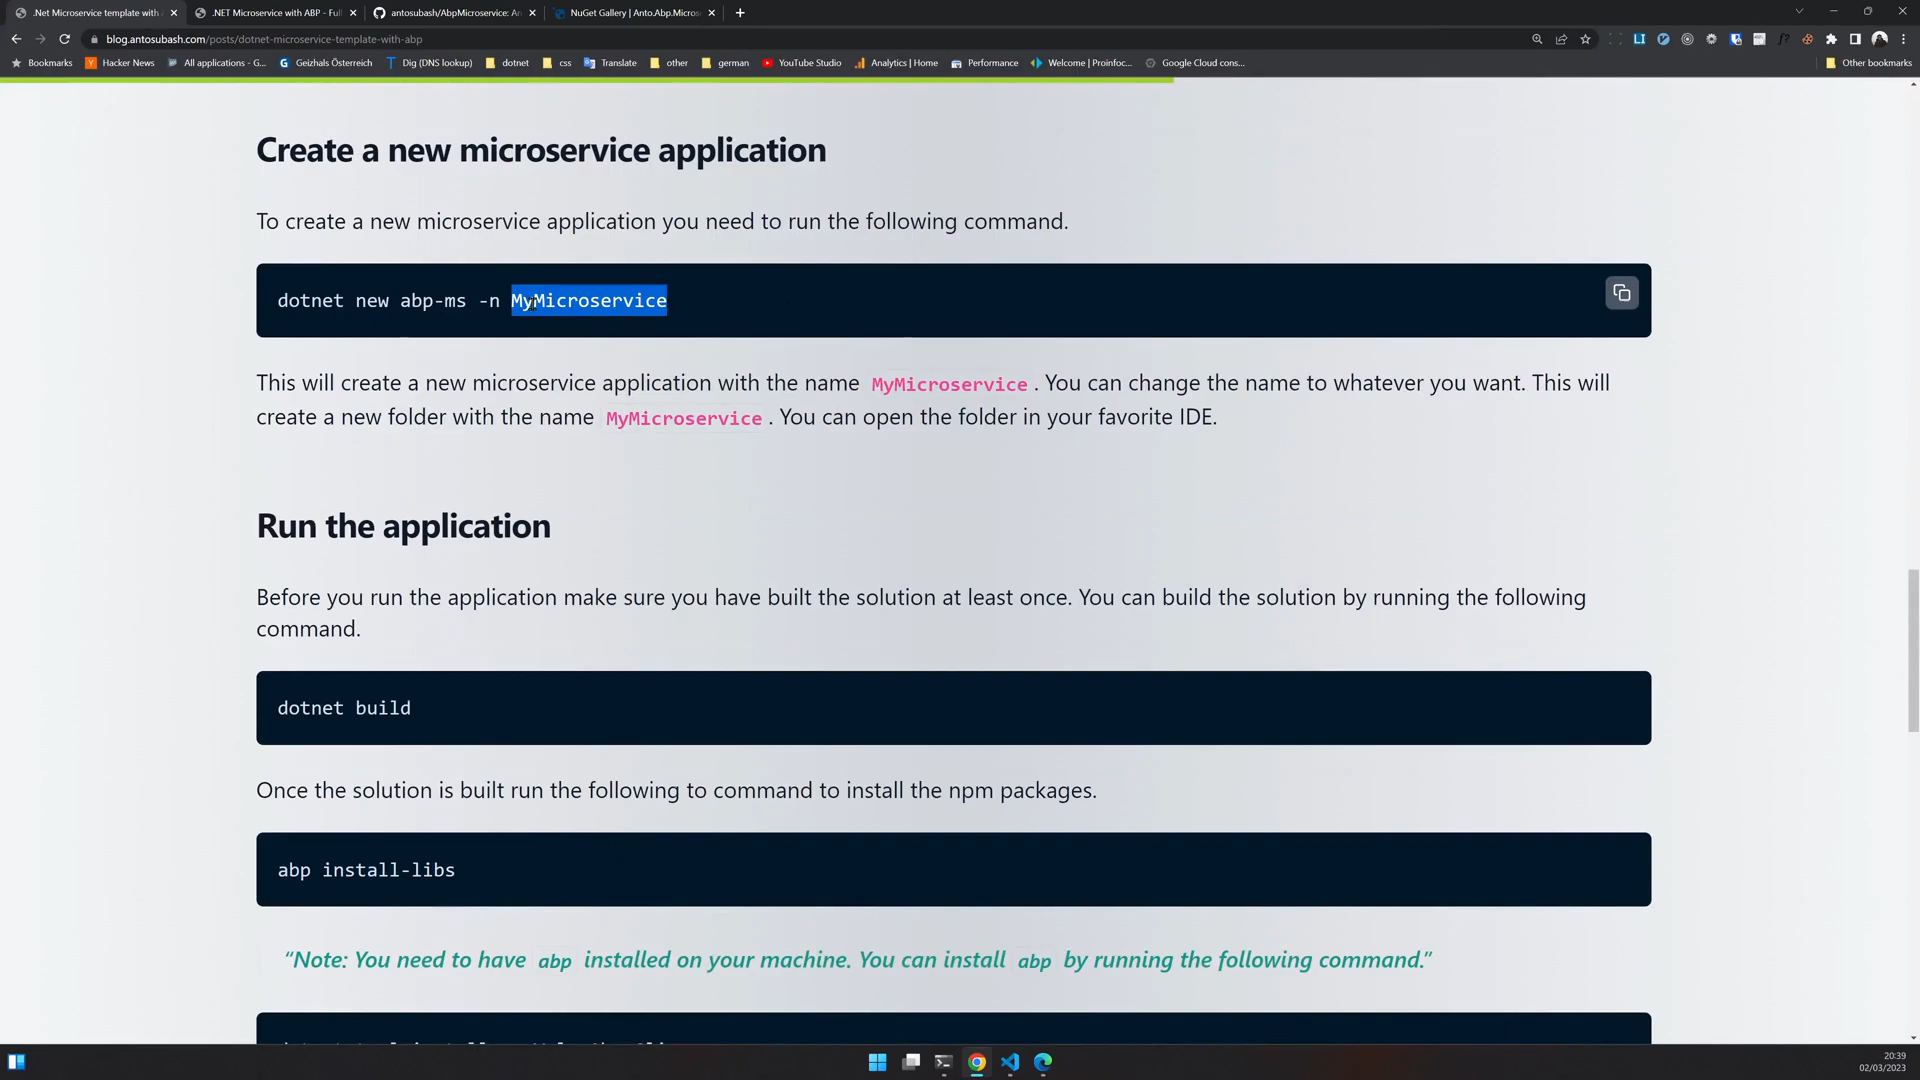 .Net Microservice template with
.NET Microservice with ABP - Full
antosubash/AbpMicroservice: An
NuGet Gallery | Anto.Abp.Micros
blog.antosubash.com/posts/dotnet-microservice-template-with-abp
Bookmarks
Hacker News
All applications - G...
Geizhals Österreich
Dig (DNS lookup)
dotnet
css
Translate
other
german
YouTube Studio
Analytics | Home
Performance
Welcome | Proinfoc...
Google Cloud cons...
Other bookmarks
Create a new microservice application
To create a new microservice application you need to run the following command.
dotnet new abp-ms -n MyMicroservice
This will create a new microservice application with the name MyMicroservice . You can change the name to whatever you want. This will
create a new folder with the name MyMicroservice . You can open the folder in your favorite IDE.
Run the application
Before you run the application make sure you have built the solution at least once. You can build the solution by running the following
command.
dotnet build
Once the solution is built run the following to command to install the npm packages.
abp install-libs
“Note: You need to have abp installed on your machine. You can install abp by running the following command.”
20:39
02/03/2023